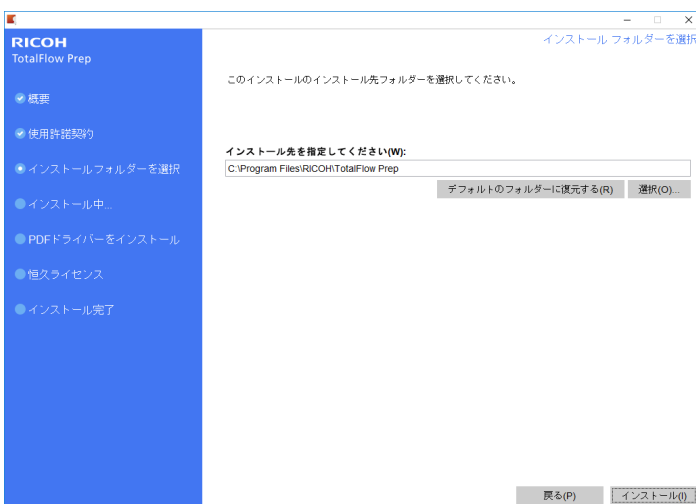 RICOH
TotalFlow Prep
概要
使用許諾契約
インストールフォルダーを選択
インストール中...
PDFドライバーをインストール
恒久ライセンス
インストール完了
インストール フォルダーを選択
このインストールのインストール先フォルダーを選択してください。
インストール先を指定してください(W):
C:\Program Files\RICOH\TotalFlow Prep
デフォルトのフォルダーに復元する(R) 選択(O)...
戻る(P) インストール(I)